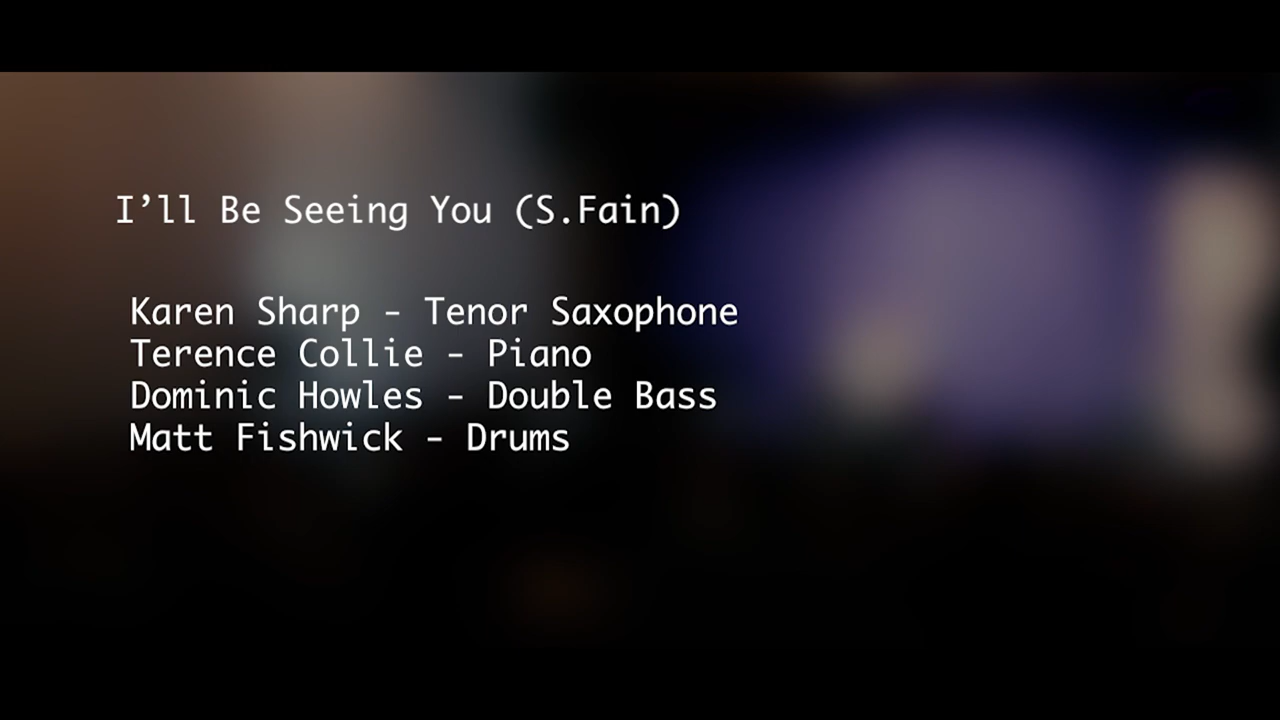 I’ll Be Seeing You (S.Fain)
Karen Sharp - Tenor Saxophone
Terence Collie - Piano
Dominic Howles - Double Bass
Matt Fishwick - Drums